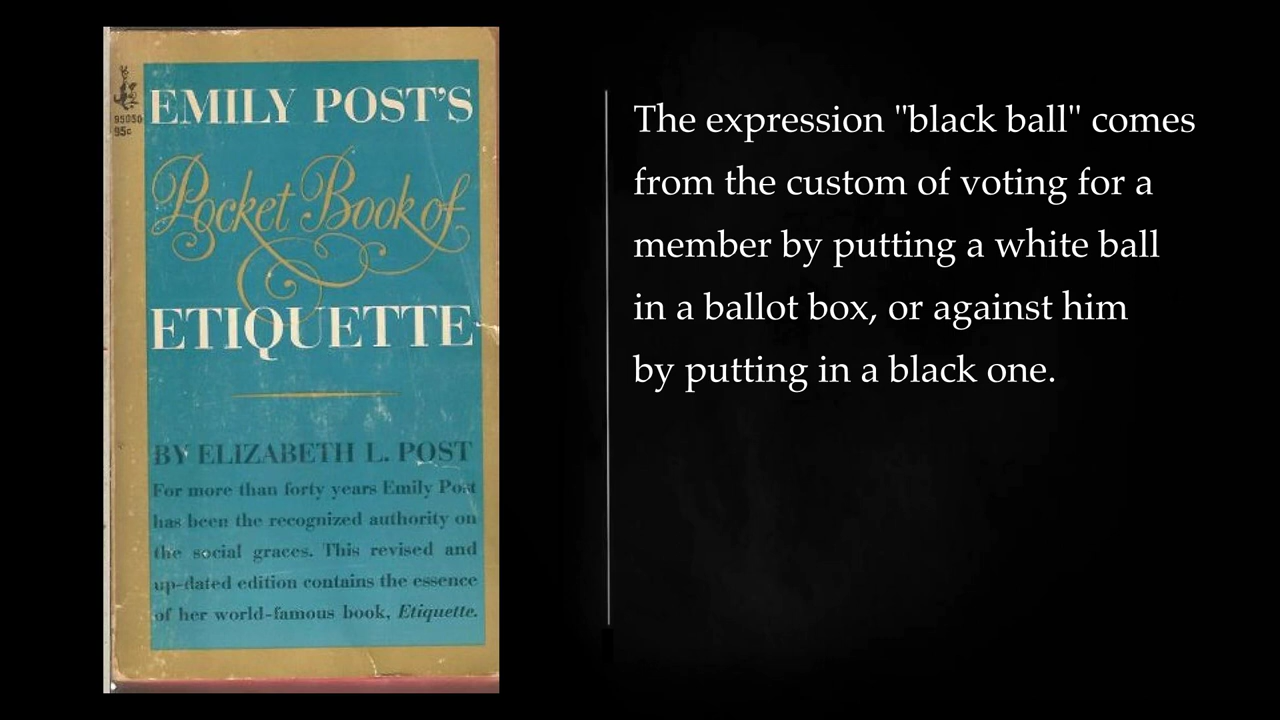 95050
95c
EMILY POST'S
Pocket Book of
ETIQUETTE
BY ELIZABETH L. POST
For more than forty years Emily Post
has been the recognized authority on
the social graces. This revised and
up-dated edition contains the essence
of her world-famous book, Etiquette.
The expression "black ball" comes
from the custom of voting for a
member by putting a white ball
in a ballot box, or against him
by putting in a black one.